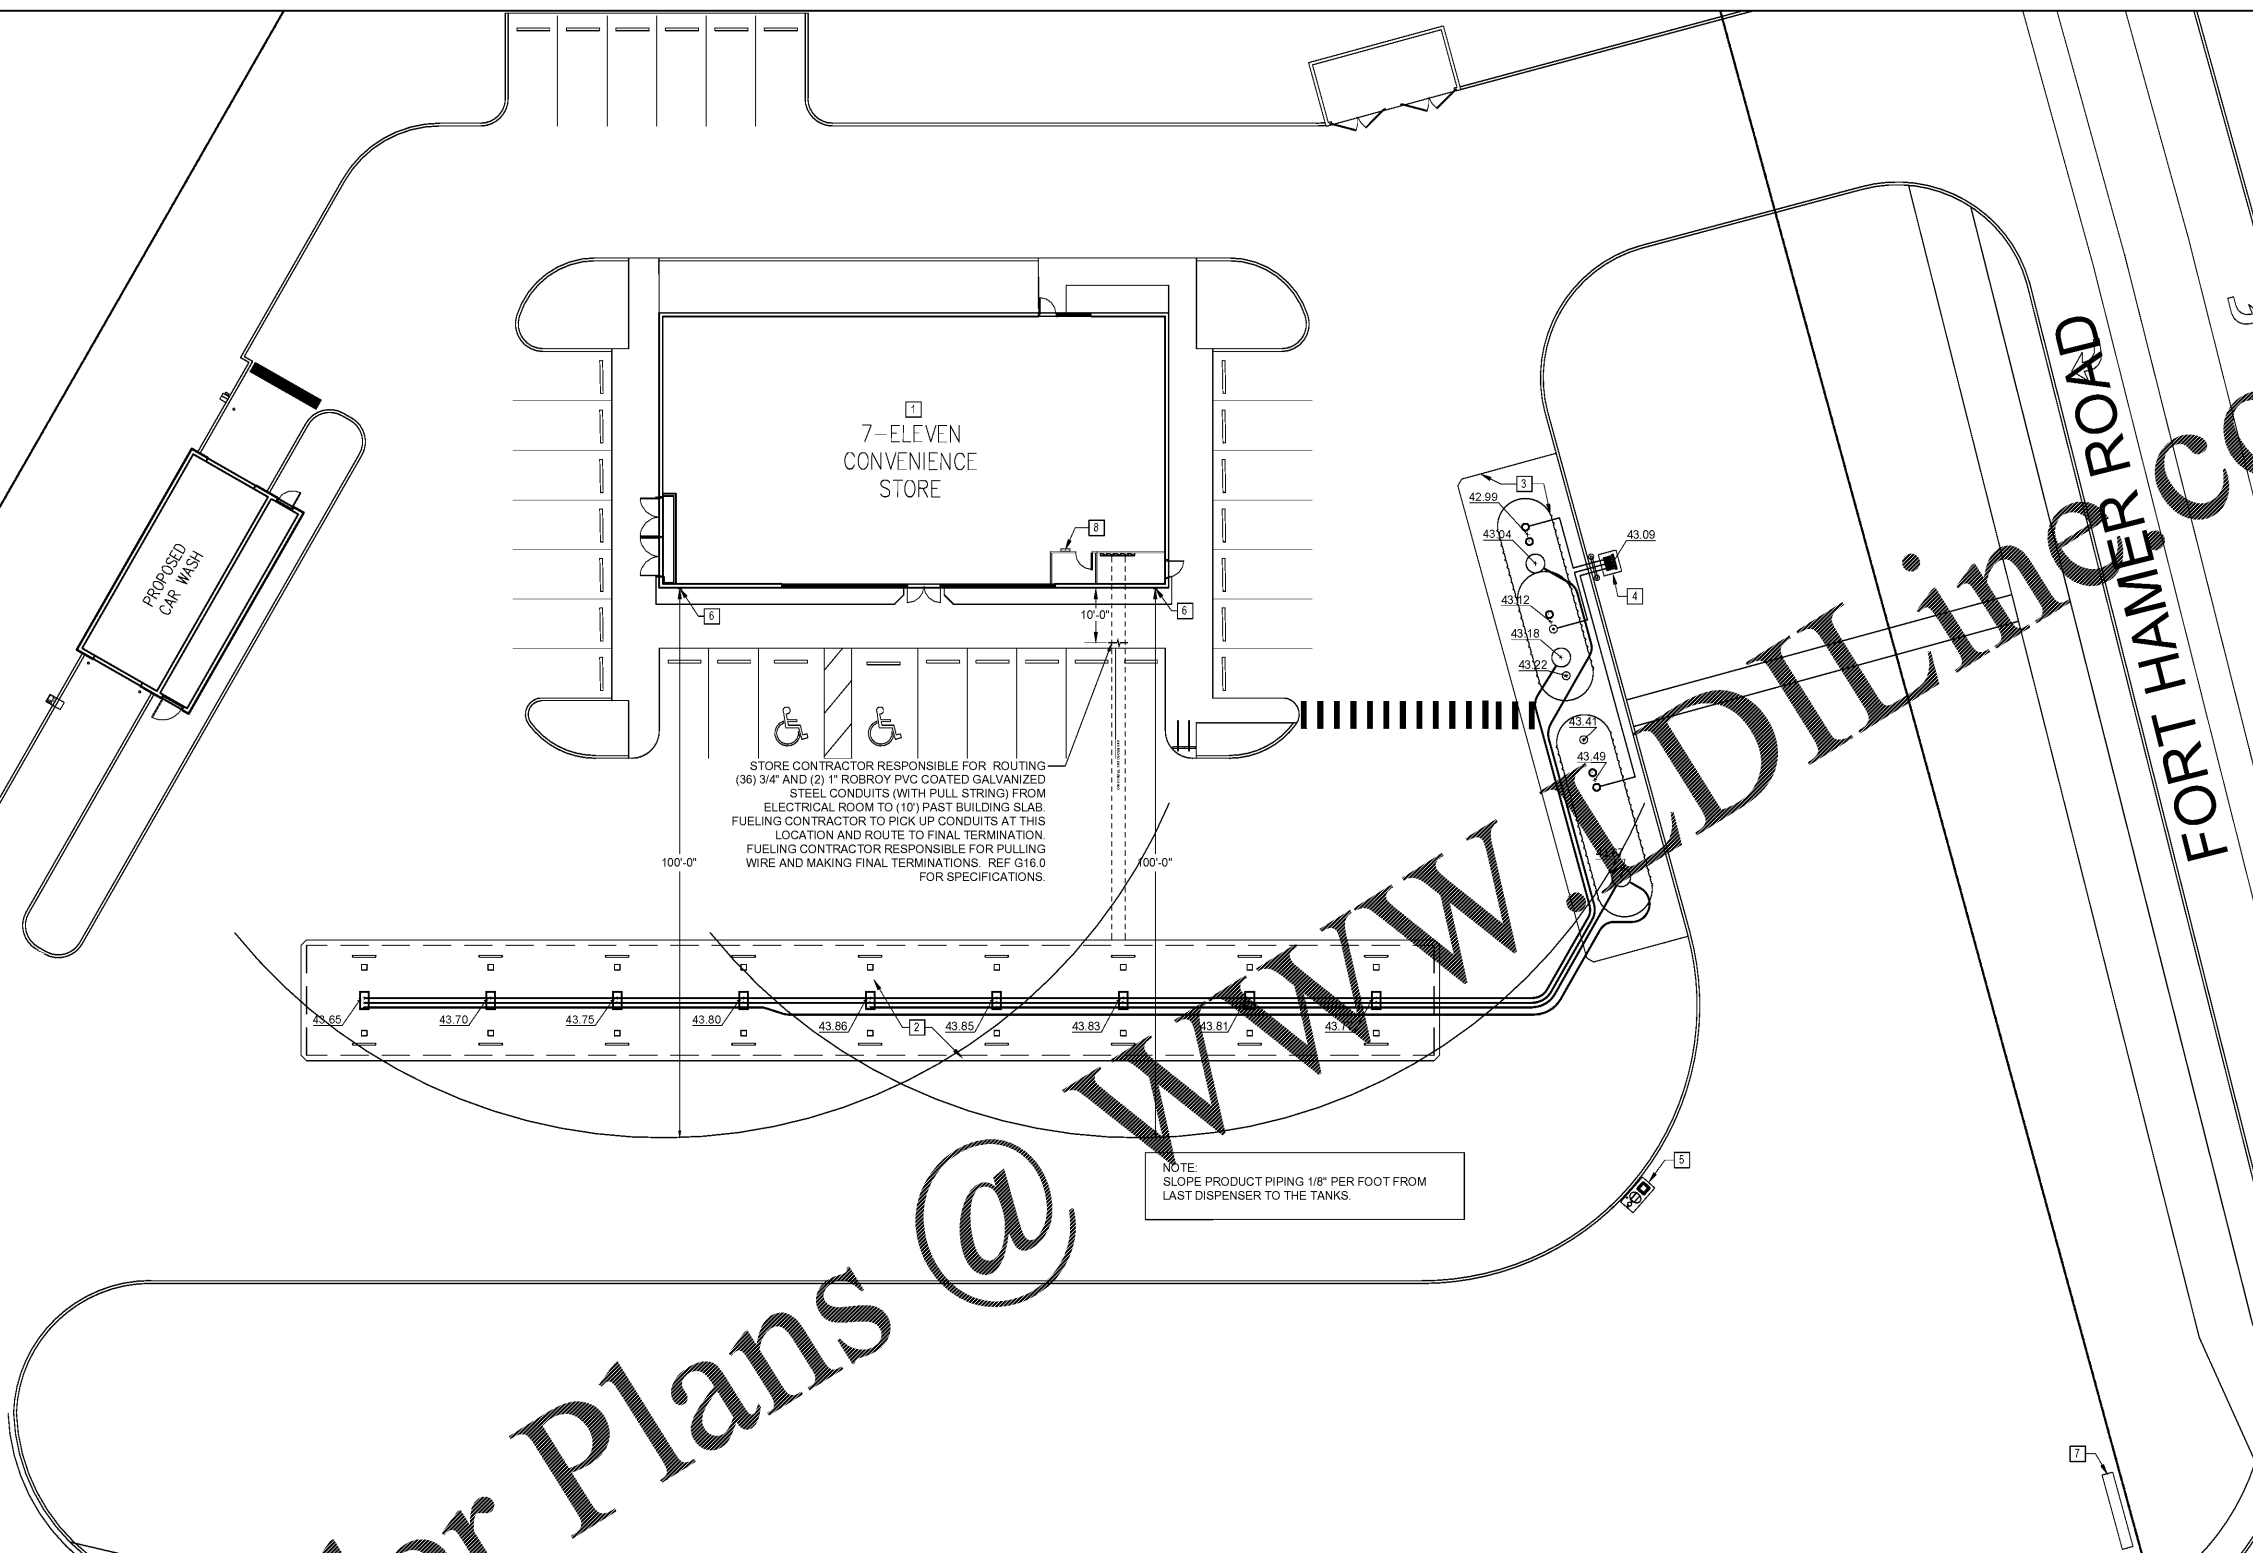 1
7-ELEVEN
CONVENIENCE
STORE
PROPOSED
CAR WASH
8
6
6
10'-0"
3
42.99
43.04
43.09
4
43.12
43.18
43.22
43.41
43.49
FORT HAMER ROAD
FORT HAMER ROAD
STORE CONTRACTOR RESPONSIBLE FOR ROUTING
(36) 3/4" AND (2) 1" ROBROY PVC COATED GALVANIZED
STEEL CONDUITS (WITH PULL STRING) FROM
ELECTRICAL ROOM TO (10') PAST BUILDING SLAB.
FUELING CONTRACTOR TO PICK UP CONDUITS AT THIS
LOCATION AND ROUTE TO FINAL TERMINATION.
FUELING CONTRACTOR RESPONSIBLE FOR PULLING
WIRE AND MAKING FINAL TERMINATIONS. REF G16.0
FOR SPECIFICATIONS.
100'-0"
100'-0"
43.65
43.70
43.75
43.80
43.86
2
43.85
43.83
43.81
NOTE:
SLOPE PRODUCT PIPING 1/8" PER FOOT FROM
LAST DISPENSER TO THE TANKS.
5
7
Plans @ www.LDILine.co